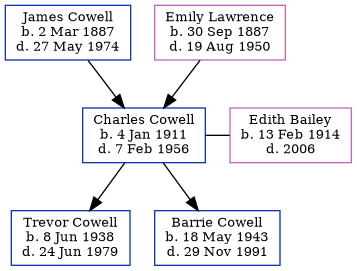 James Cowell
b. 2 Mar 1887
d. 27 May 1974
Emily Lawrence
b. 30 Sep 1887
d. 19 Aug 1950
Charles Cowell
b. 4 Jan 1911
d. 7 Feb 1956
Edith Bailey
b. 13 Feb 1914
d. 2006
Trevor Cowell
b. 8 Jun 1938
d. 24 Jun 1979
Barrie Cowell
b. 18 May 1943
d. 29 Nov 1991